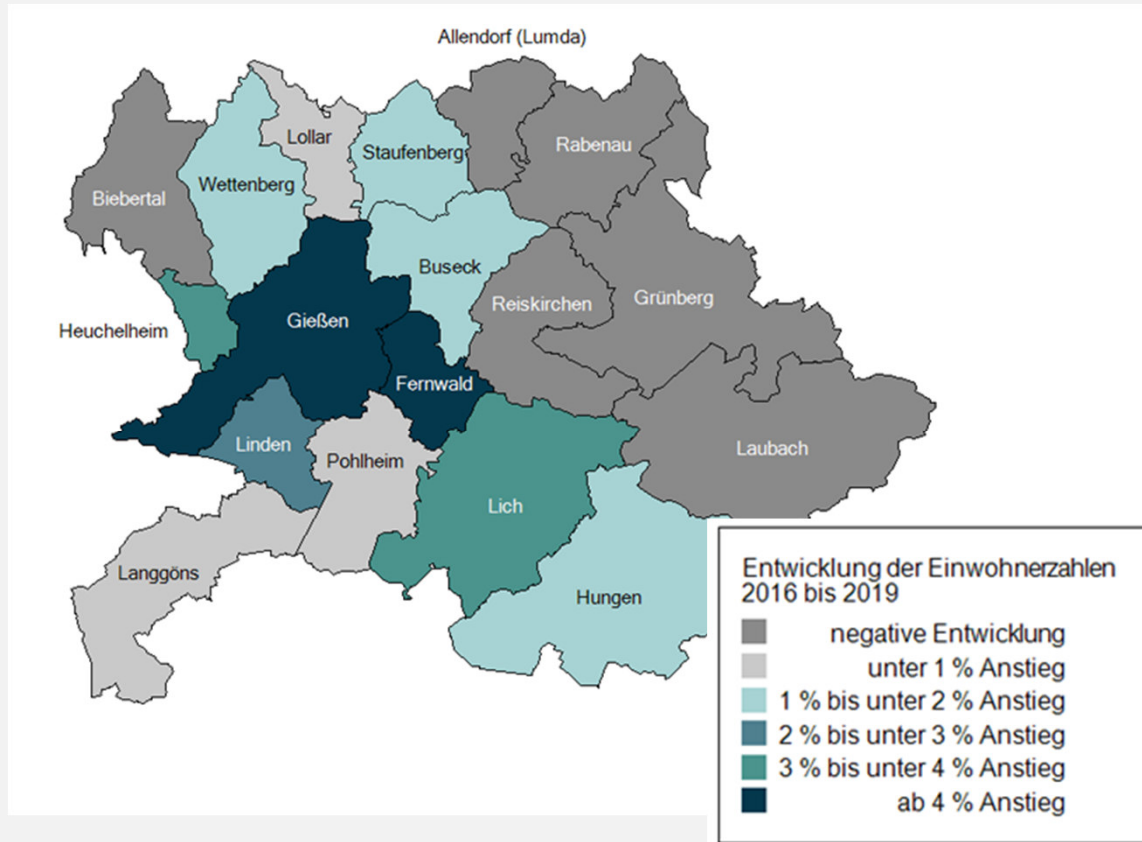 Allendorf (Lumda)
Lollar
Rabenau
Staufenberg
Wettenberg
Biebertal
Buseck
Reiskirchen
Grünberg
Gießen
Heuchelheim
Fernwald
Linden
Pohlheim
Laubach
Lich
Langgöns
Hungen
Entwicklung der Einwohnerzahlen
2016 bis 2019
negative Entwicklung
unter 1 % Anstieg
1 % bis unter 2 % Anstieg
2 % bis unter 3 % Anstieg
3 % bis unter 4 % Anstieg
ab 4 % Anstieg